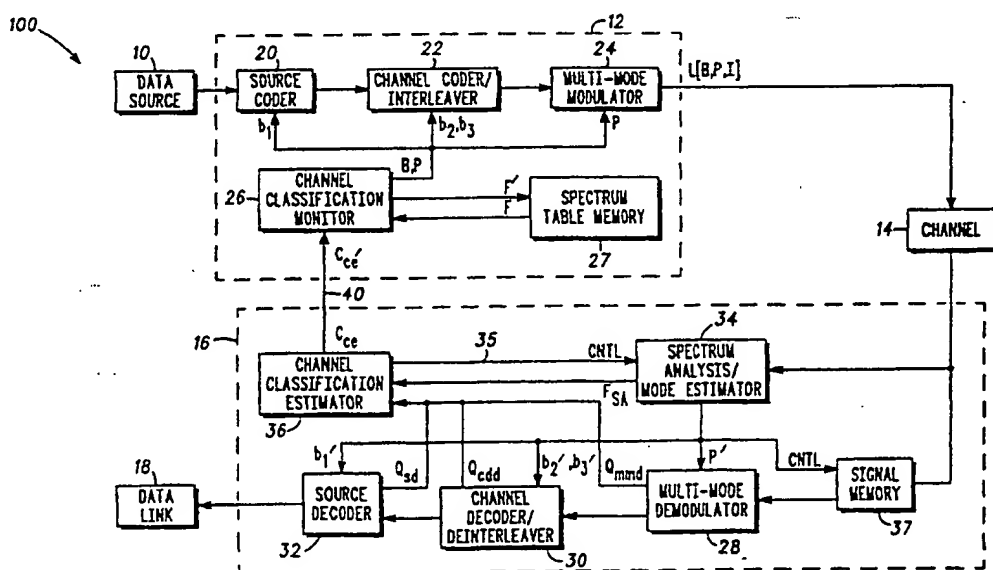 100
12
10
DATA
SOURCE
20
SOURCE
CODER
22
CHANNEL CODER/
INTERLEAVER
24
MULTI-MODE
MODULATOR
L[B,P,I]
b1
b2,b3
P
B,P
26
CHANNEL
CLASSIFICATION
MONITOR
F'
F
SPECTRUM
TABLE MEMORY
27
14
CHANNEL
Cce'
40
16
Cce
CHANNEL
CLASSIFICATION
ESTIMATOR
36
35
CNTL
FSA
34
SPECTRUM
ANALYSIS/
MODE ESTIMATOR
b1'
Qsd
Qcdd
b2',b3'
Qmmd
P'
CNTL
18
DATA
LINK
SOURCE
DECODER
32
CHANNEL
DECODER/
DEINTERLEAVER
30
MULTI-MODE
DEMODULATOR
28
SIGNAL
MEMORY
37